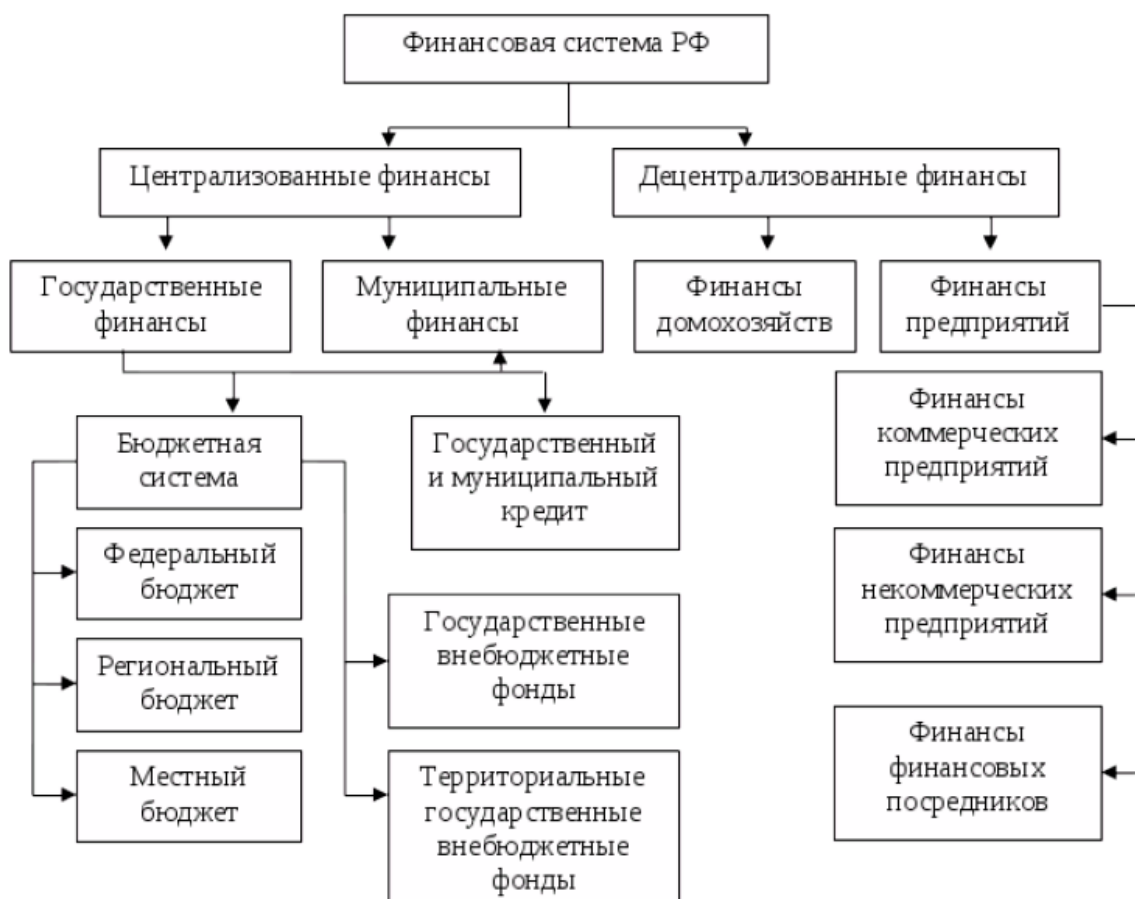 Финансовая система РФ
Централизованные финансы
Децентрализованные финансы
Государственные
финансы
Муниципальные
финансы
Финансы
домохозяйств
Финансы
предприятий
Бюджетная
система
Государственный
и муниципальный
кредит
Финансы
коммерческих
предприятий
Федеральный
бюджет
Финансы
некоммерческих
предприятий
Государственные
внебюджетные
фонды
Региональный
бюджет
Финансы
финансовых
посредников
Местный
бюджет
Территориальные
государственные
внебюджетные
фонды